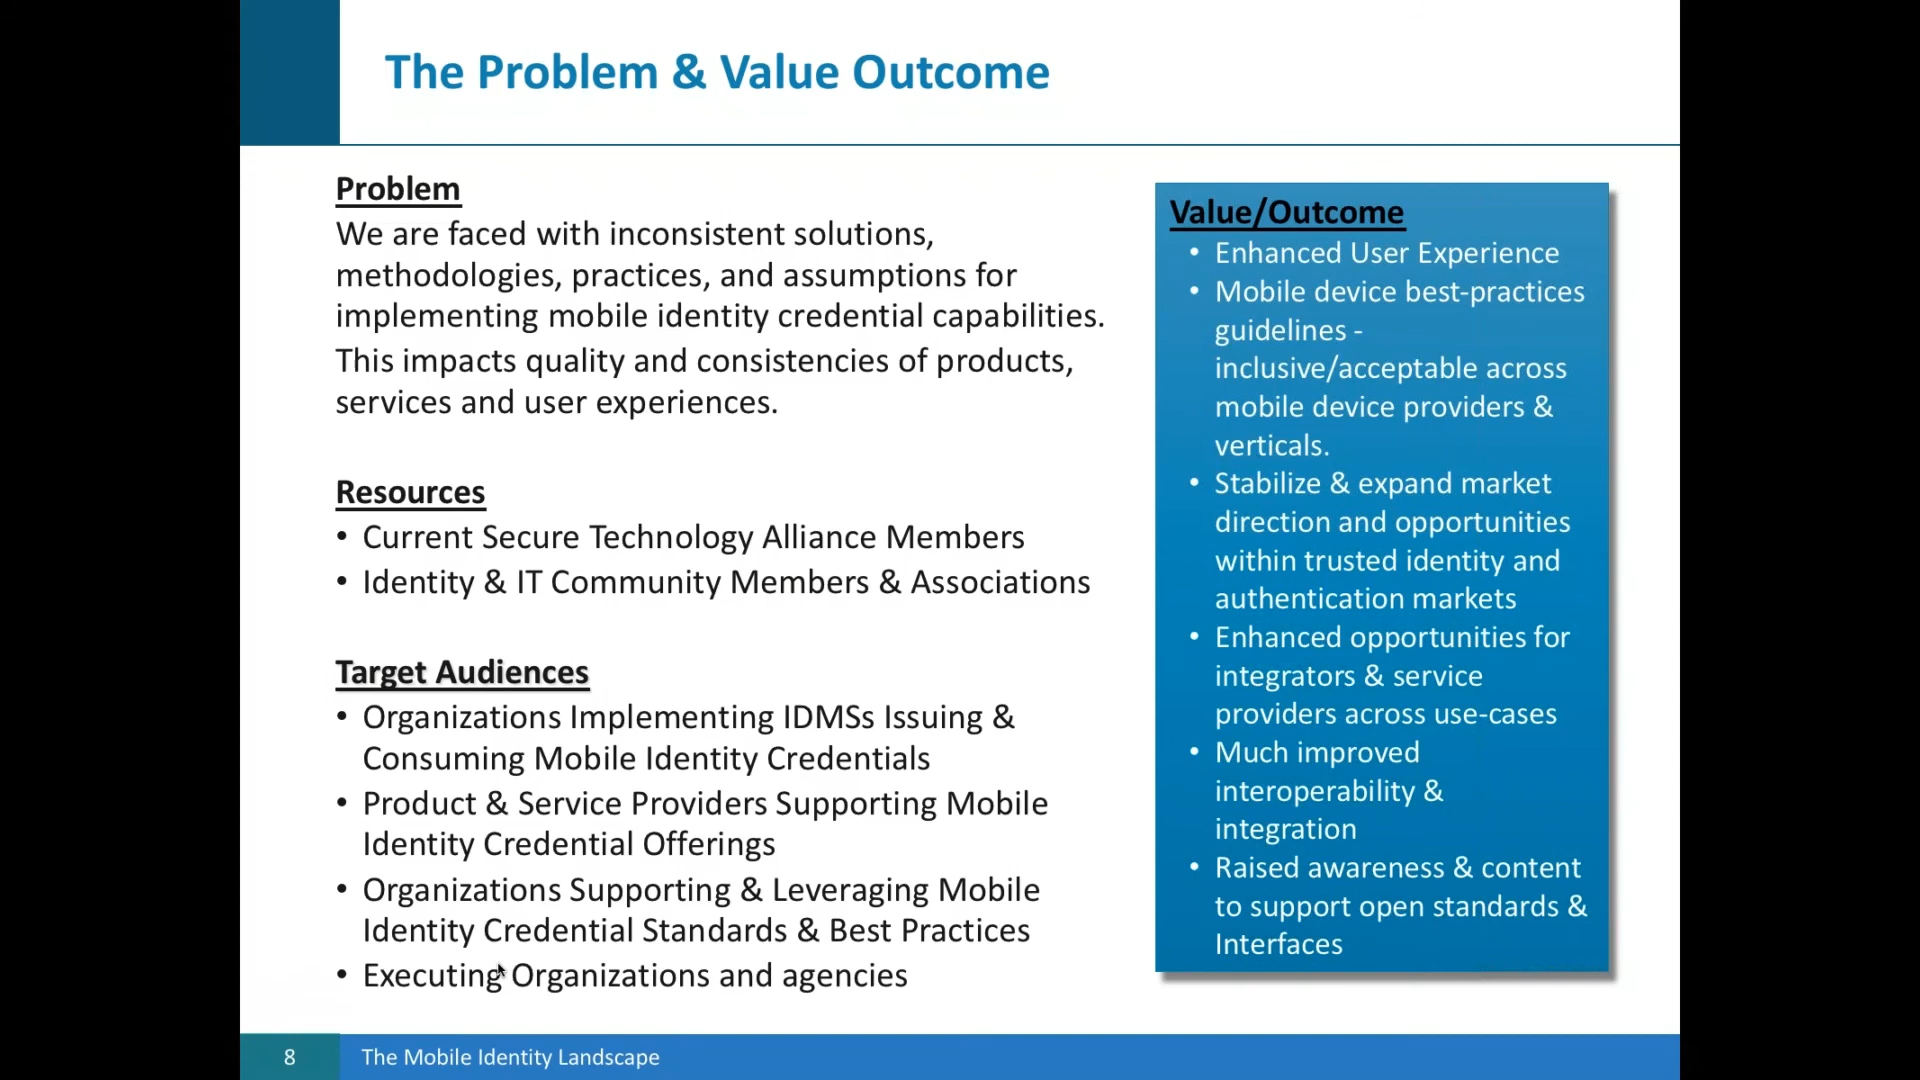 The Problem & Value Outcome
Problem
We are faced with inconsistent solutions,
methodologies, practices, and assumptions for
implementing mobile identity credential capabilities.
This impacts quality and consistencies of products,
services and user experiences.
Resources
• Current Secure Technology Alliance Members
• Identity & IT Community Members & Associations
Target Audiences
• Organizations Implementing IDMSs Issuing &
Consuming Mobile Identity Credentials
• Product & Service Providers Supporting Mobile
Identity Credential Offerings
• Organizations Supporting & Leveraging Mobile
Identity Credential Standards & Best Practices
• Executing Organizations and agencies
Value/Outcome
• Enhanced User Experience
• Mobile device best-practices
guidelines -
inclusive/acceptable across
mobile device providers &
verticals.
• Stabilize & expand market
direction and opportunities
within trusted identity and
authentication markets
• Enhanced opportunities for
integrators & service
providers across use-cases
• Much improved
interoperability &
integration
• Raised awareness & content
to support open standards &
Interfaces
8
The Mobile Identity Landscape